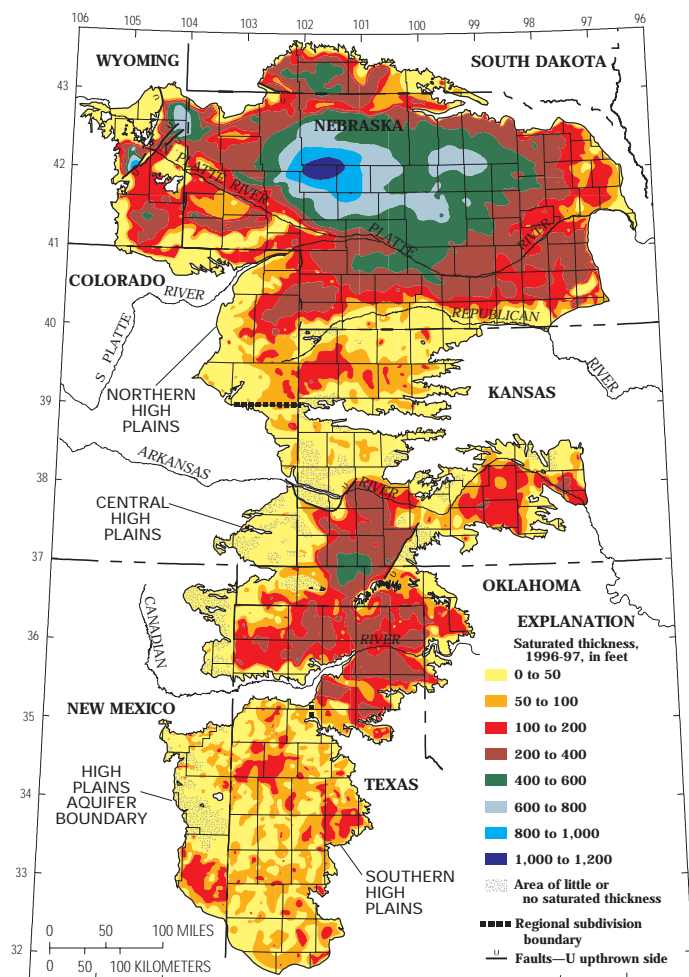 106
105
104
103
102
101
100
99
98
97
96
WYOMING
SOUTH DAKOTA
43
U
U
NEBRASKA
42
U
PLATTE RIVER
PLATTE
RIVER
41
COLORADO
RIVER
S PLATTE
REPUBLICAN
40
RIVER
NORTHERN
HIGH
PLAINS
KANSAS
39
ARKANSAS
RIVER
38
U
CENTRAL
HIGH
PLAINS
37
U
OKLAHOMA
CANADIAN
RIVER
36
EXPLANATION
Saturated thickness,
1996-97, in feet
0 to 50
50 to 100
100 to 200
200 to 400
400 to 600
600 to 800
800 to 1,000
1,000 to 1,200
Area of little or
no saturated thickness
Regional subdivision
boundary
U
Faults—U upthrown side
35
NEW MEXICO
TEXAS
HIGH
PLAINS
AQUIFER
BOUNDARY
34
SOUTHERN
HIGH
PLAINS
33
0 50 100 MILES
0 50 100 KILOMETERS
32